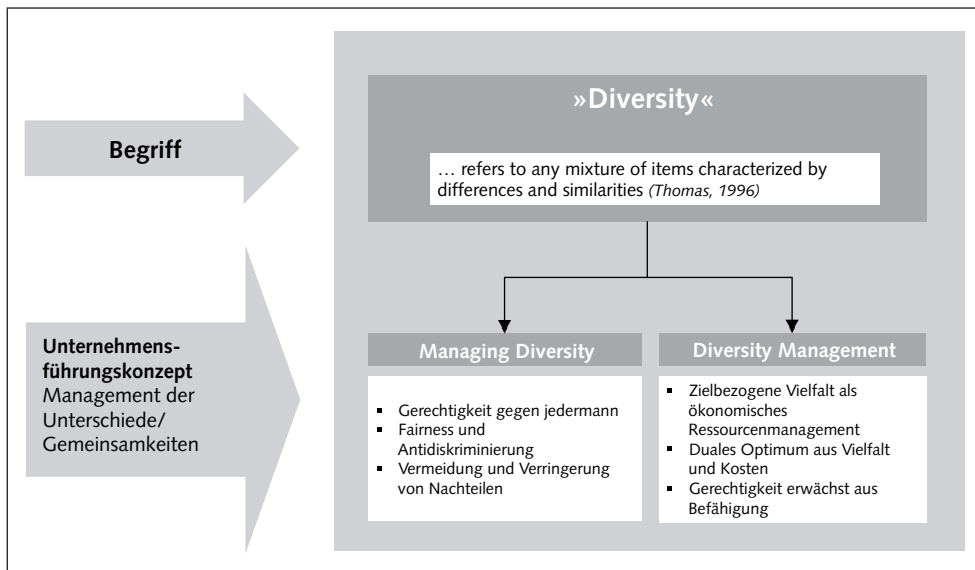 »Diversity«
Begriff
… refers to any mixture of items characterized by
differences and similarities (Thomas, 1996)
Unternehmens-
führungskonzept
Management der
Unterschiede/
Gemeinsamkeiten
Managing Diversity
▪ Gerechtigkeit gegen jedermann
▪ Fairness und
Antidiskriminierung
▪ Vermeidung und Verringerung
von Nachteilen
Diversity Management
▪ Zielbezogene Vielfalt als
ökonomisches
Ressourcenmanagement
▪ Duales Optimum aus Vielfalt
und Kosten
▪ Gerechtigkeit erwächst aus
Befähigung